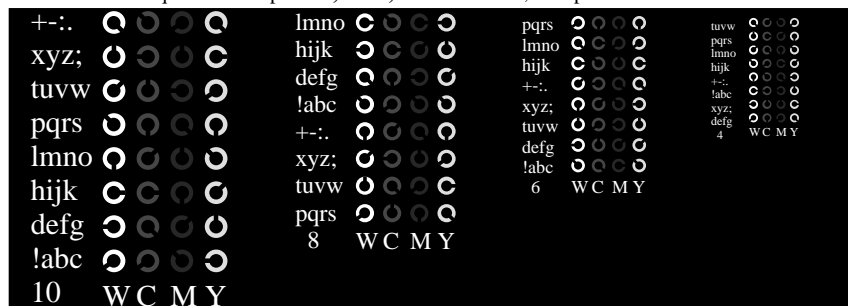 +-:.
xyz;
tuvw
pqrs
lmno
hijk
defg
!abc
10 W C M Y
lmno
hijk
defg
!abc
+-:.
xyz;
tuvw
pqrs
8 W C M Y
pqrs
lmno
hijk
+-:.
xyz;
tuvw
defg
!abc
6 W C M Y
tuvw
pqrs
lmno
hijk
+-:.
!abc
xyz;
defg
4 W C M Y